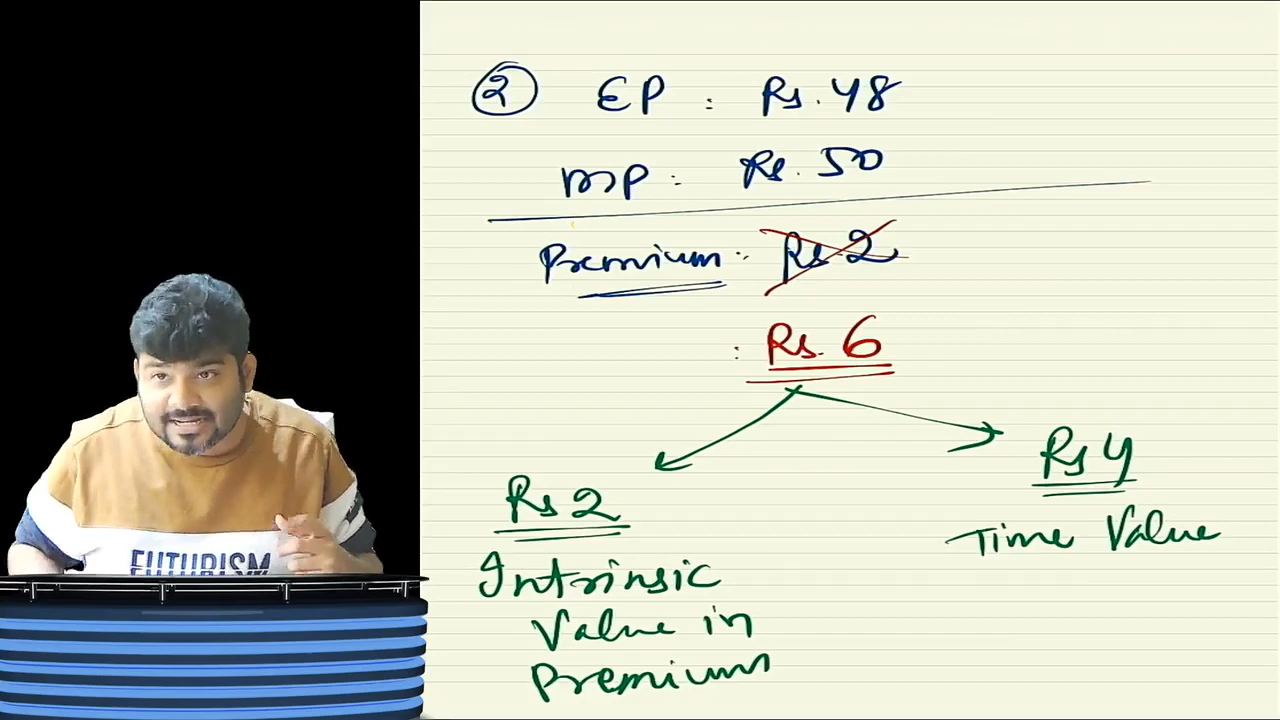 ② EP : Rs. 48
MP : Rs. 50
Premium : Rs 2
: Rs. 6
Rs 2
Rs 4
Intrinsic
Value in
Premium
Time Value
FUTURISM